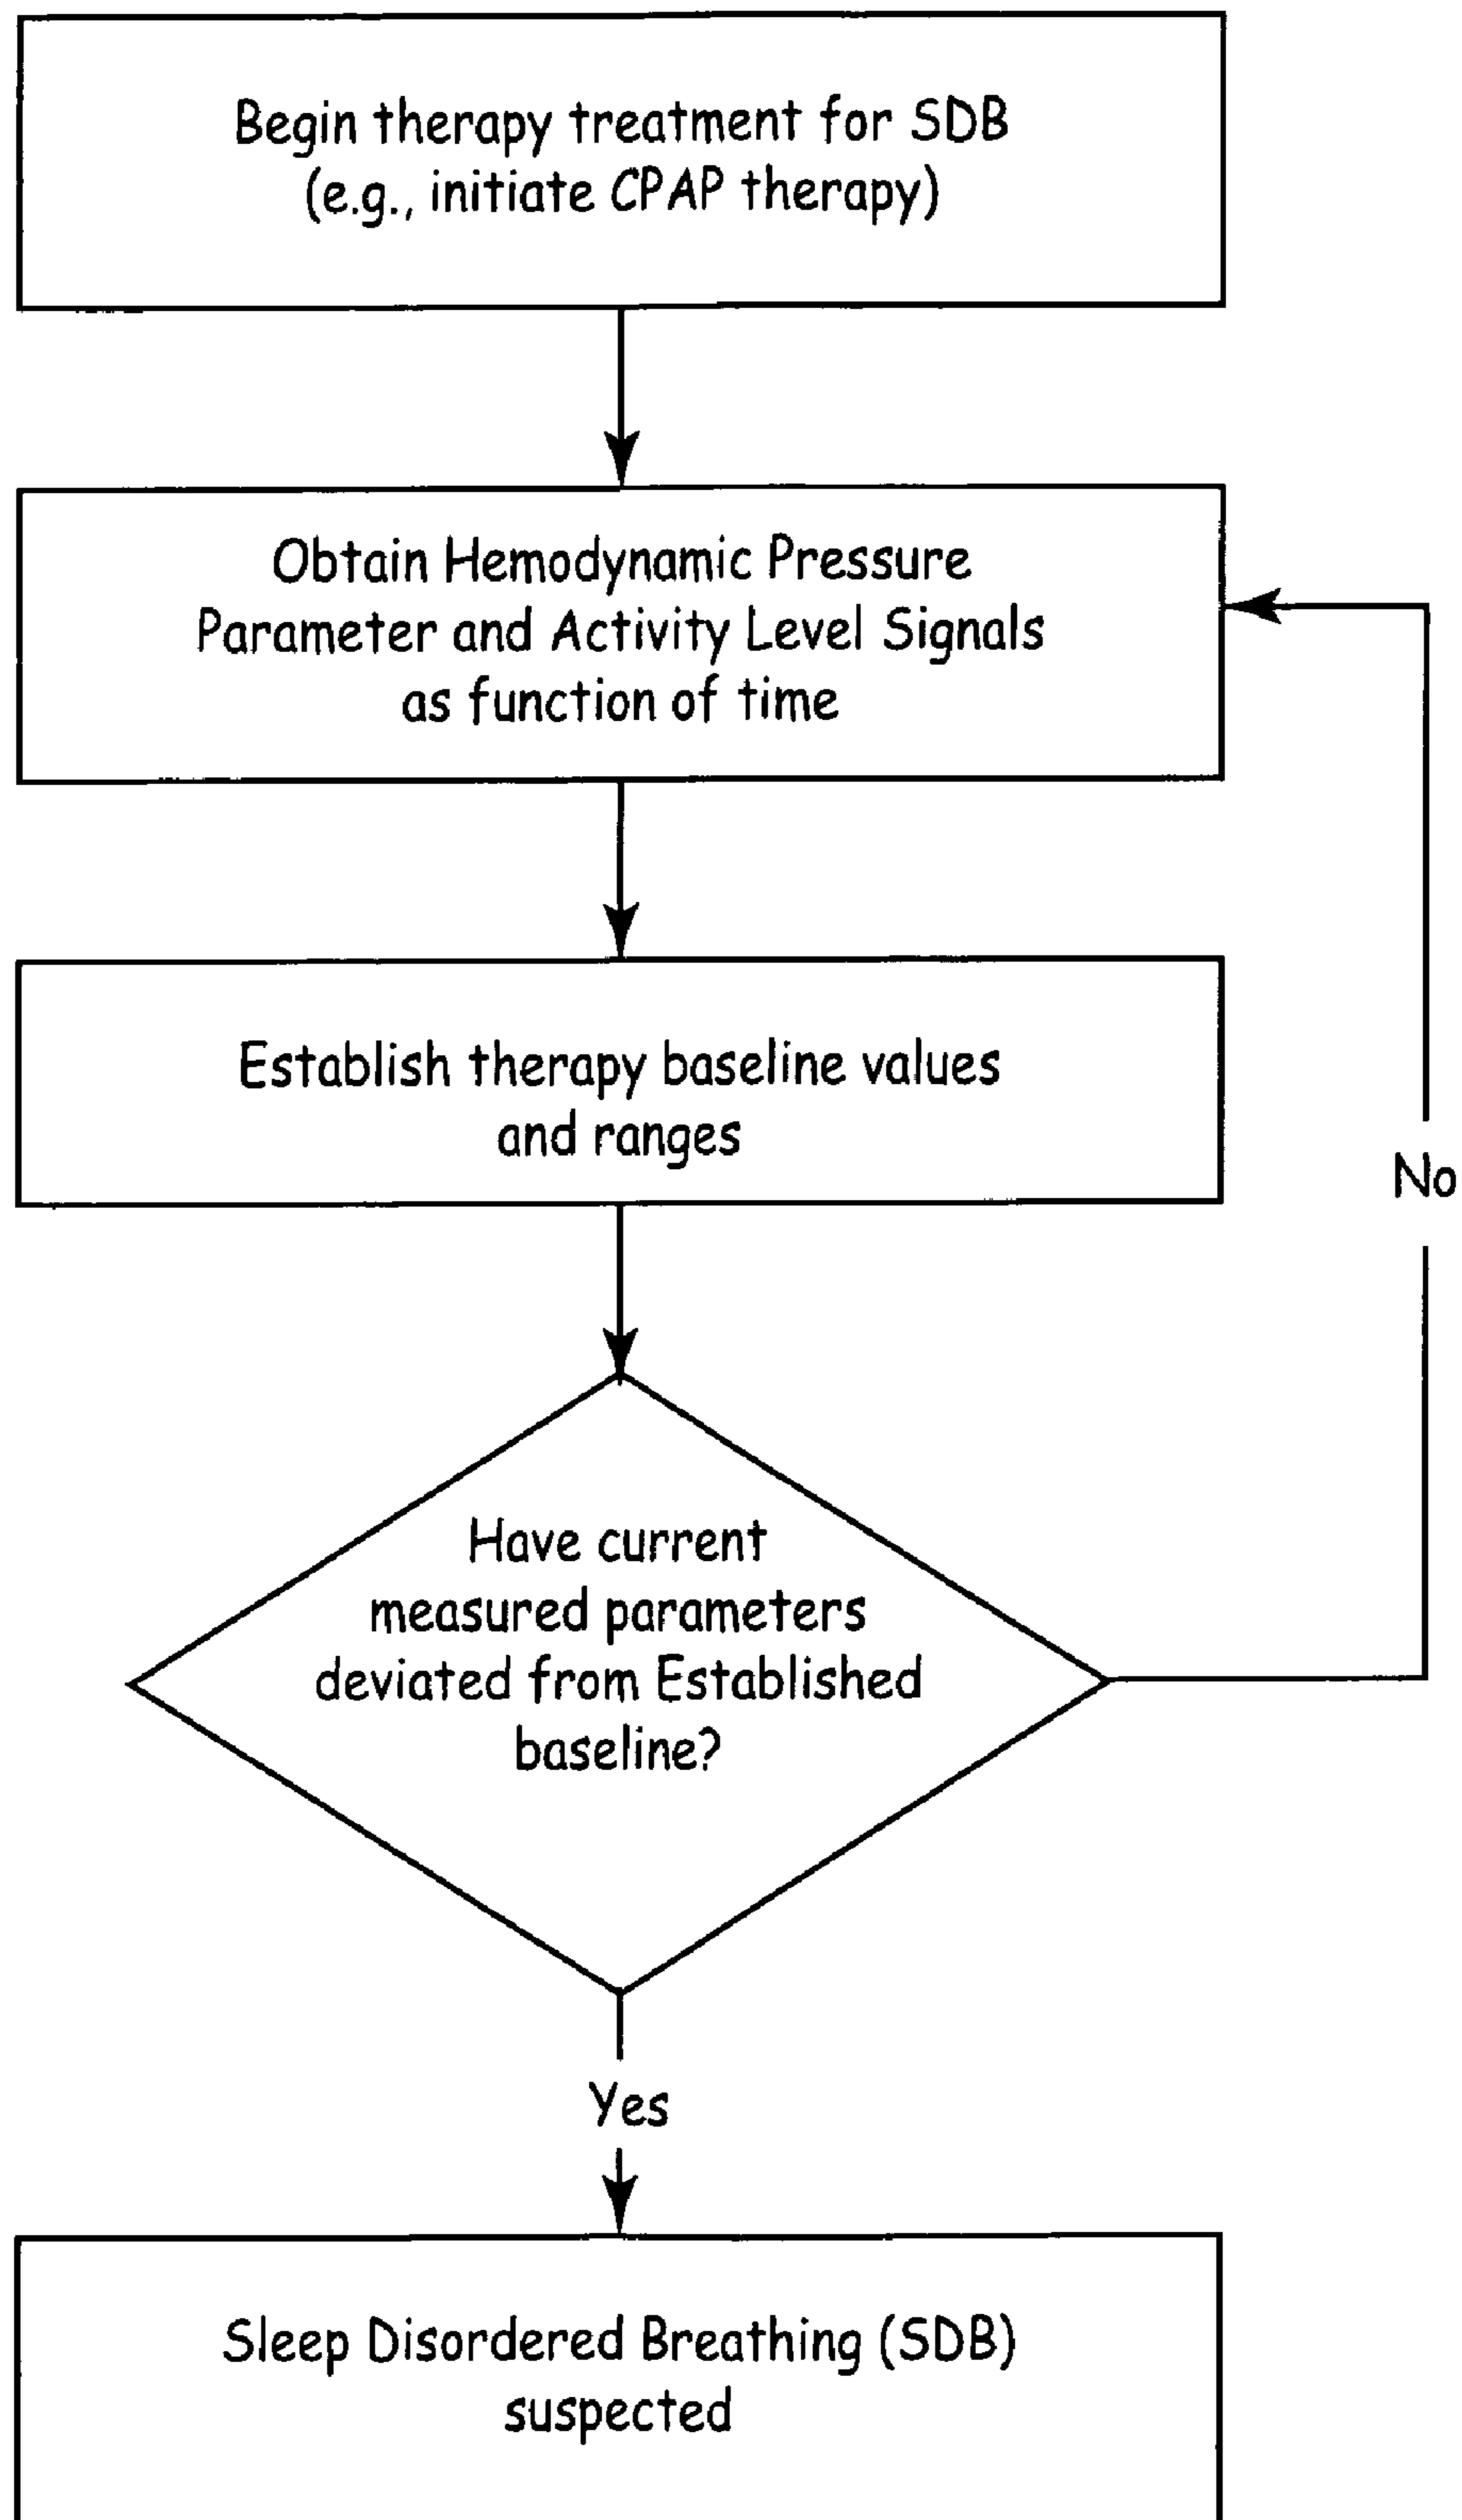 Begin therapy treatment for SDB
(e.g., initiate CPAP therapy)
Obtain Hemodynamic Pressure
Parameter and Activity Level Signals
as function of time
Establish therapy baseline values
and ranges
No
Have current
measured parameters
deviated from Established
baseline?
Yes
Sleep Disordered Breathing (SDB)
suspected